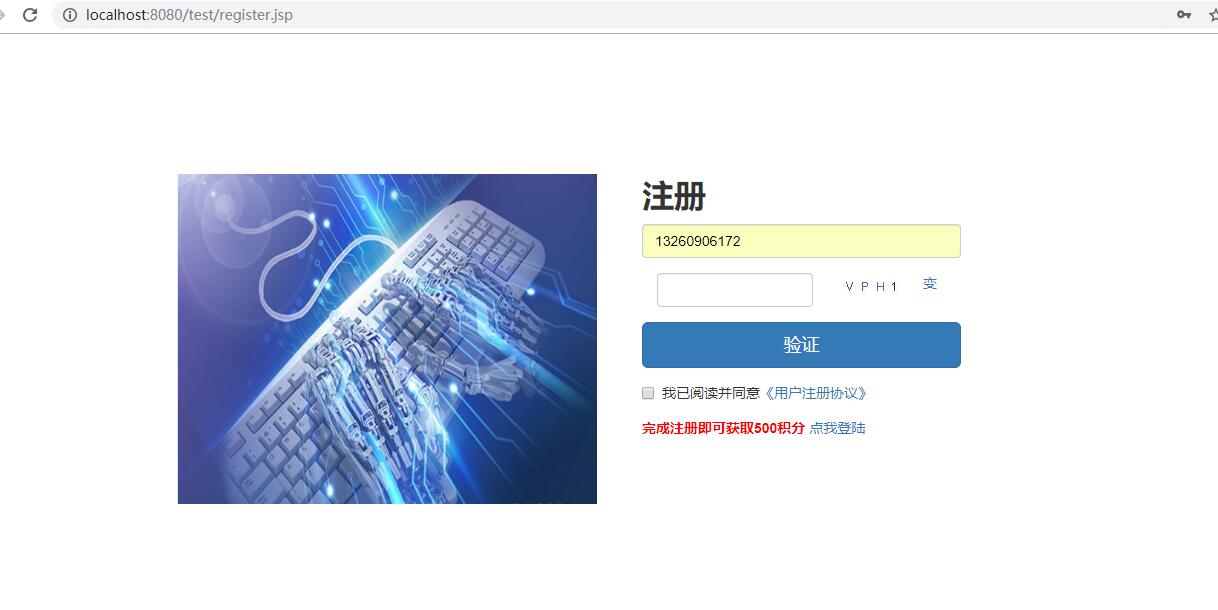 localhost:8080/test/register.jsp
注册
13260906172
V P H 1 变
验证
我已阅读并同意《用户注册协议》
完成注册即可获取500积分 点我登陆